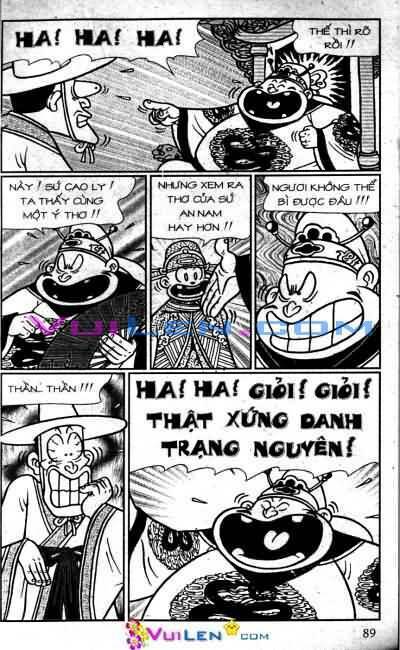 HA! HA! HA!
THẾ THÌ RÕ
RỒI !!
NÀY ! SỨ CAO LY !
TA THẤY CÙNG
MỘT Ý THƠ !!
NHƯNG XEM RA
THƠ CỦA SỨ
AN NAM
HAY HƠN !!
NGƯƠI KHÔNG THỂ
BÌ ĐƯỢC ĐÂU !!!
VUILEN.COM
THẦN.. THẦN !!!
HA! HA! GIỎI! GIỎI!
THẬT XỨNG DANH
TRẠNG NGUYÊN!
89
VUILEN.COM